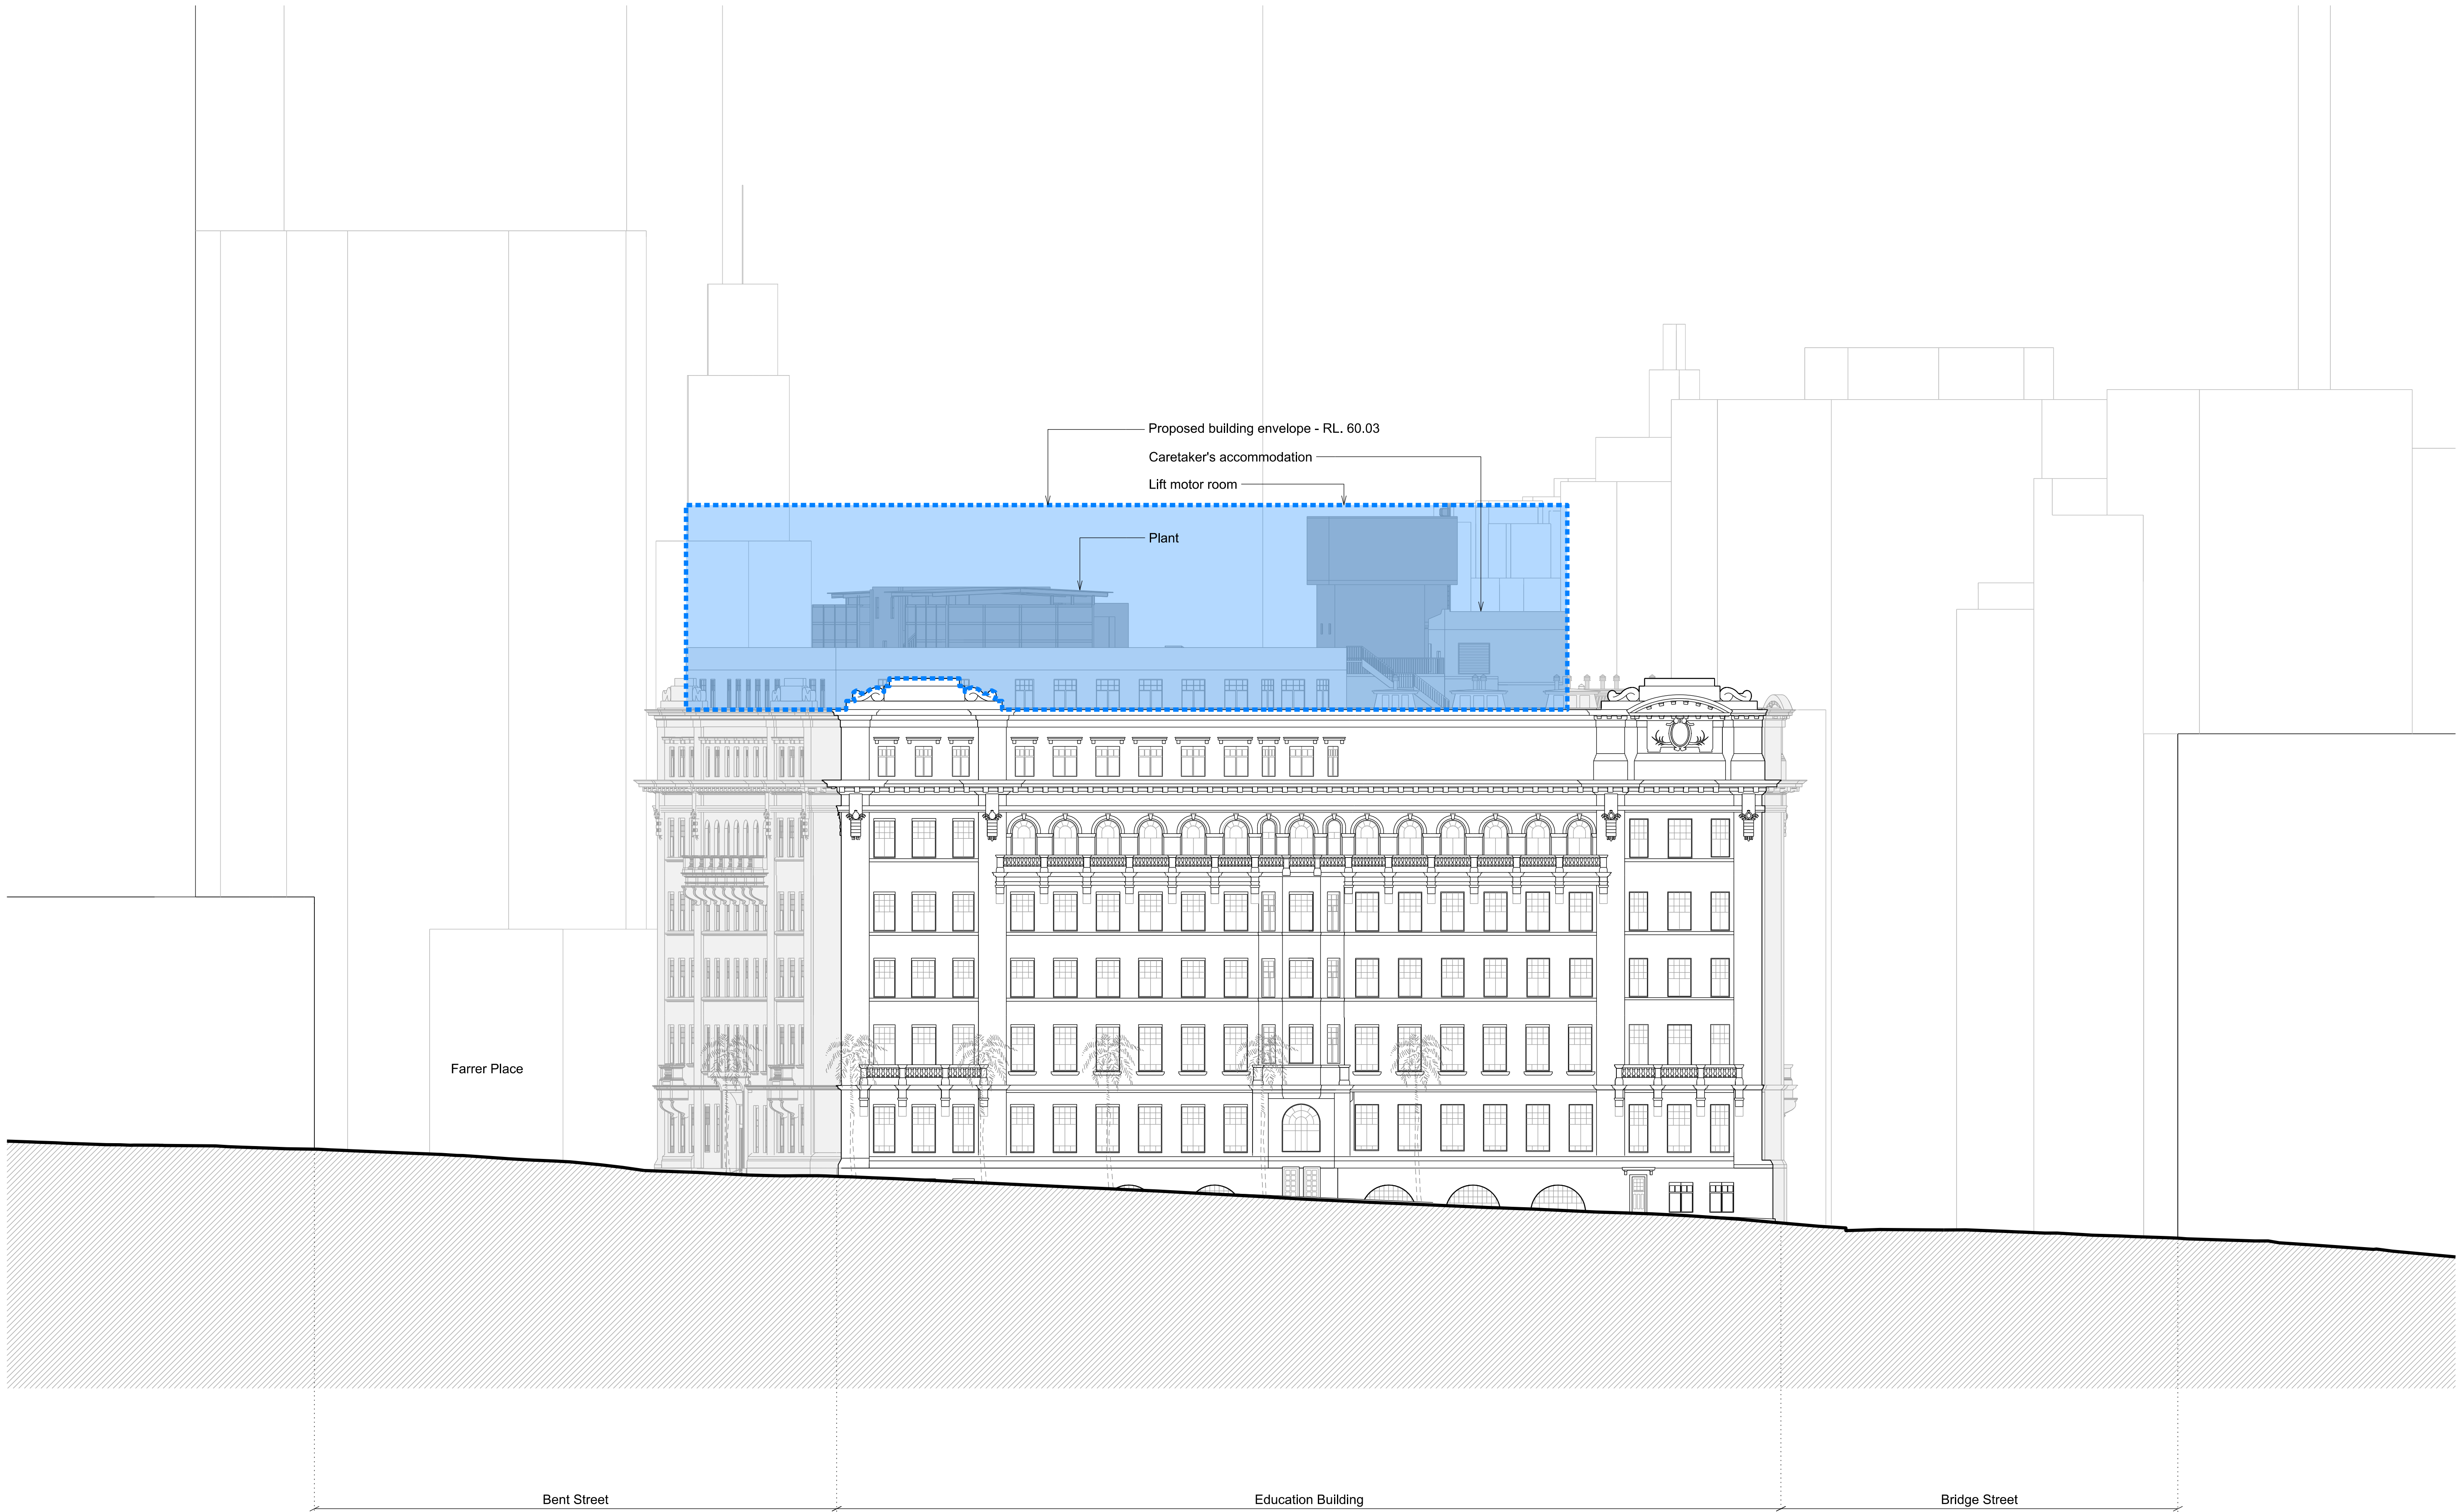 Proposed building envelope - RL. 60.03
Caretaker's accommodation
Lift motor room
Plant
Farrer Place
Bent Street
Education Building
Bridge Street